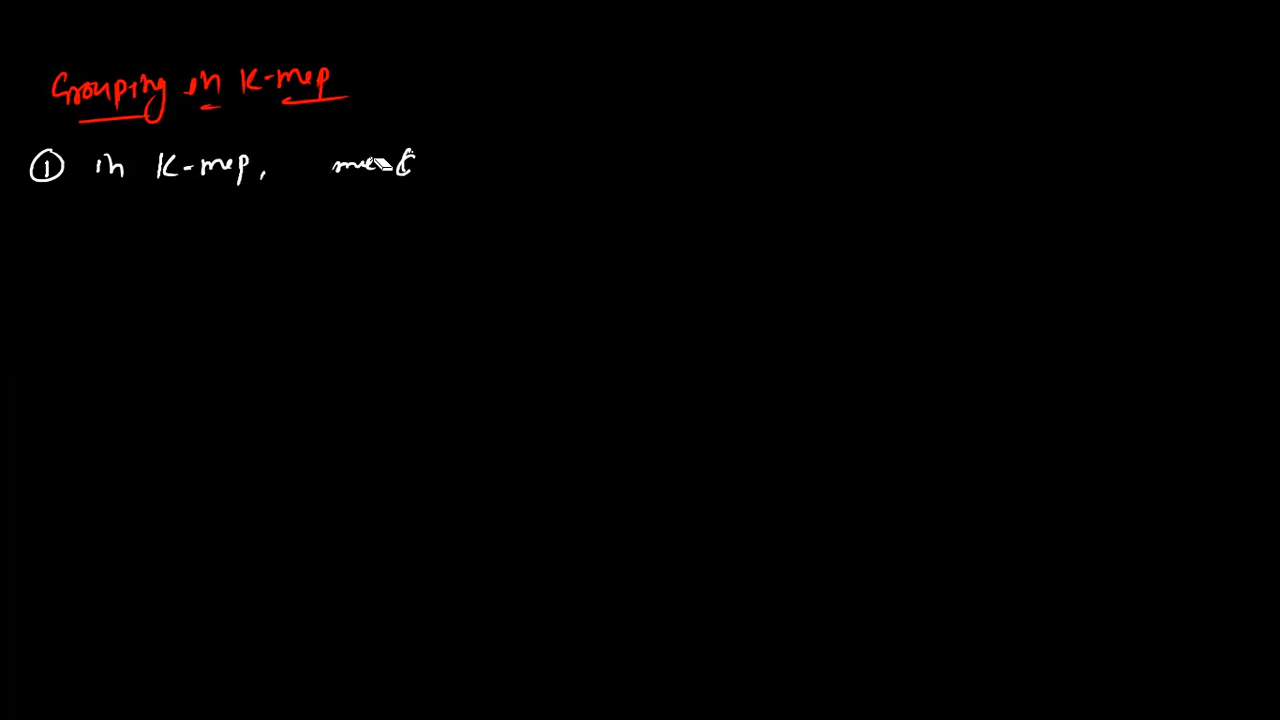 Grouping in K-map
① in K-map,